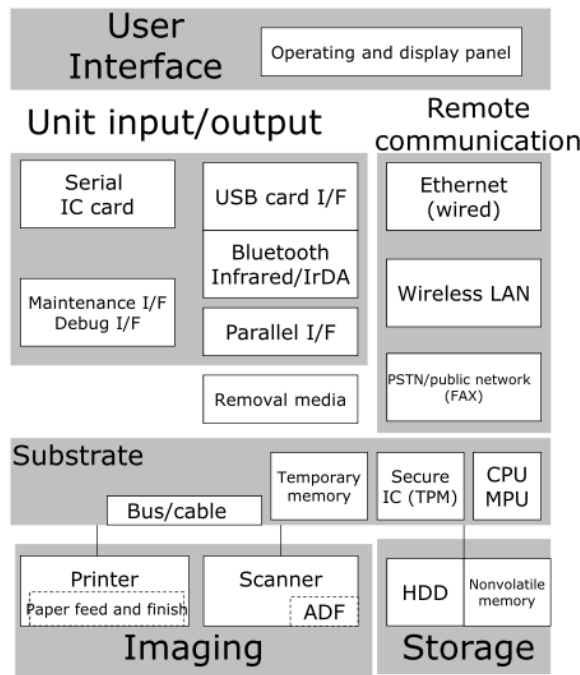 User
Interface
Operating and display panel
Unit input/output
Remote
communication
Serial
IC card
USB card I/F
Ethernet
(wired)
Bluetooth
Infrared/IrDA
Maintenance I/F
Debug I/F
Wireless LAN
Parallel I/F
Removal media
PSTN/public network
(FAX)
Substrate
Temporary
memory
Secure
IC (TPM)
CPU
MPU
Bus/cable
Printer
Paper feed and finish
Scanner
ADF
HDD
Nonvolatile
memory
Imaging
Storage